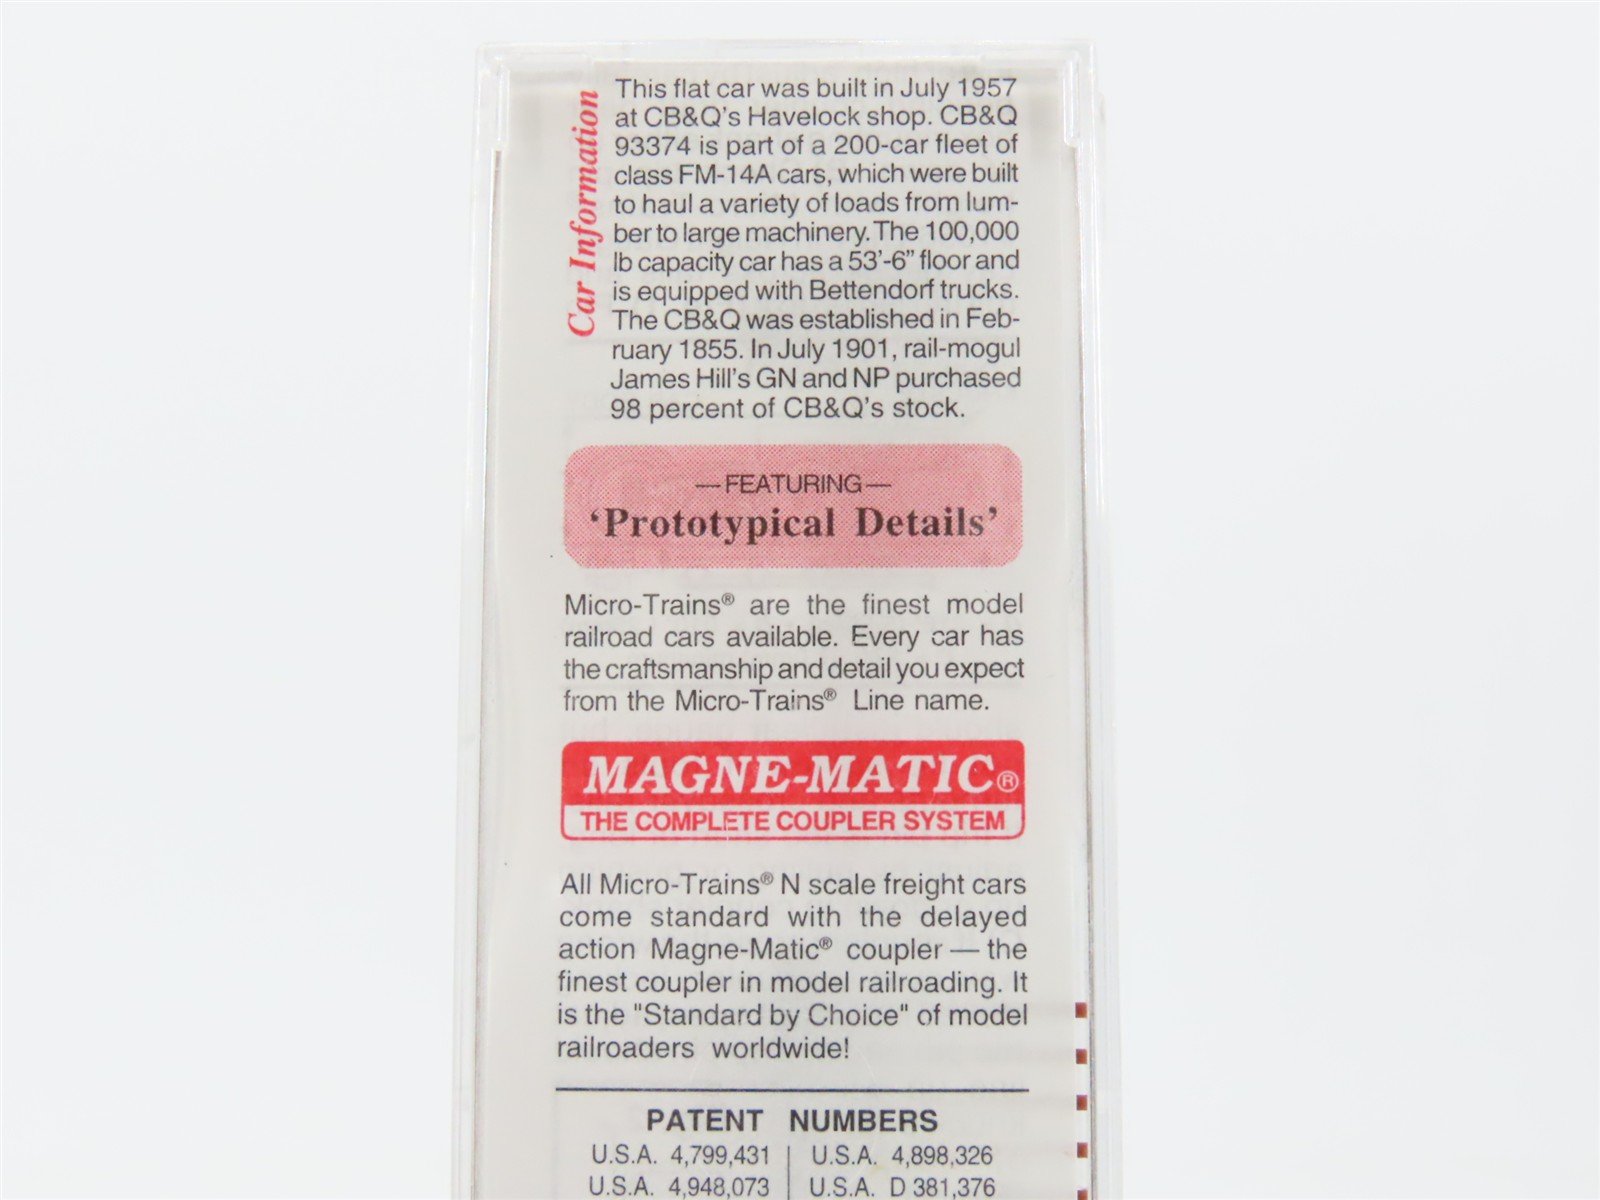 Car Information
This flat car was built in July 1957
at CB&Q's Havelock shop. CB&Q
93374 is part of a 200-car fleet of
class FM-14A cars, which were built
to haul a variety of loads from lum-
ber to large machinery. The 100,000
lb capacity car has a 53'-6" floor and
is equipped with Bettendorf trucks.
The CB&Q was established in Feb-
ruary 1855. In July 1901, rail-mogul
James Hill's GN and NP purchased
98 percent of CB&Q's stock.
—FEATURING—
'Prototypical Details'
Micro-Trains® are the finest model
railroad cars available. Every car has
the craftsmanship and detail you expect
from the Micro-Trains® Line name.
MAGNE-MATIC®
THE COMPLETE COUPLER SYSTEM
All Micro-Trains® N scale freight cars
come standard with the delayed
action Magne-Matic® coupler — the
finest coupler in model railroading. It
is the "Standard by Choice" of model
railroaders worldwide!
PATENT NUMBERS
U.S.A. 4,799,431 U.S.A. 4,898,326
U.S.A. 4,948,073 U.S.A. D 381,376